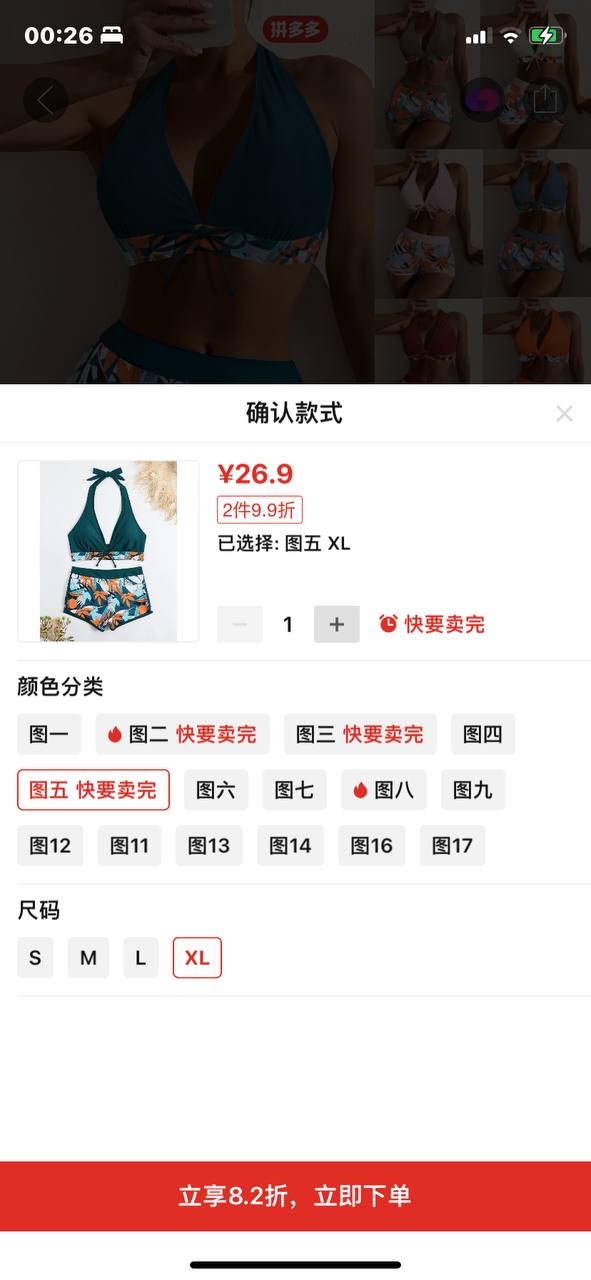 00:26
拼多多
确认款式
¥26.9
2件9.9折
已选择: 图五 XL
1 快要卖完
颜色分类
图一 图二 快要卖完 图三 快要卖完 图四
图五 快要卖完 图六 图七 图八 图九
图12 图11 图13 图14 图16 图17
尺码
S M L XL
立享8.2折，立即下单